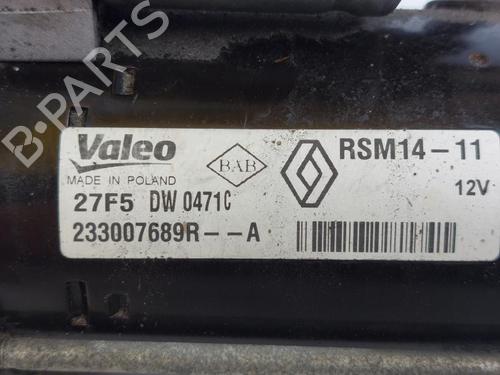 B-PARTS
Valeo
MADE IN POLAND
BAB
RSM14-11
12V
27F5 DW 0471C
233007689R--A